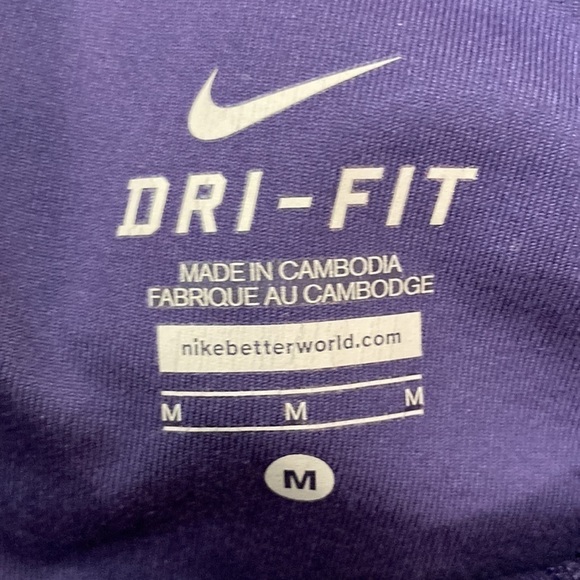 DRI-FIT
MADE IN CAMBODIA
FABRIQUE AU CAMBODGE
nikebetterworld.com
M M M
M